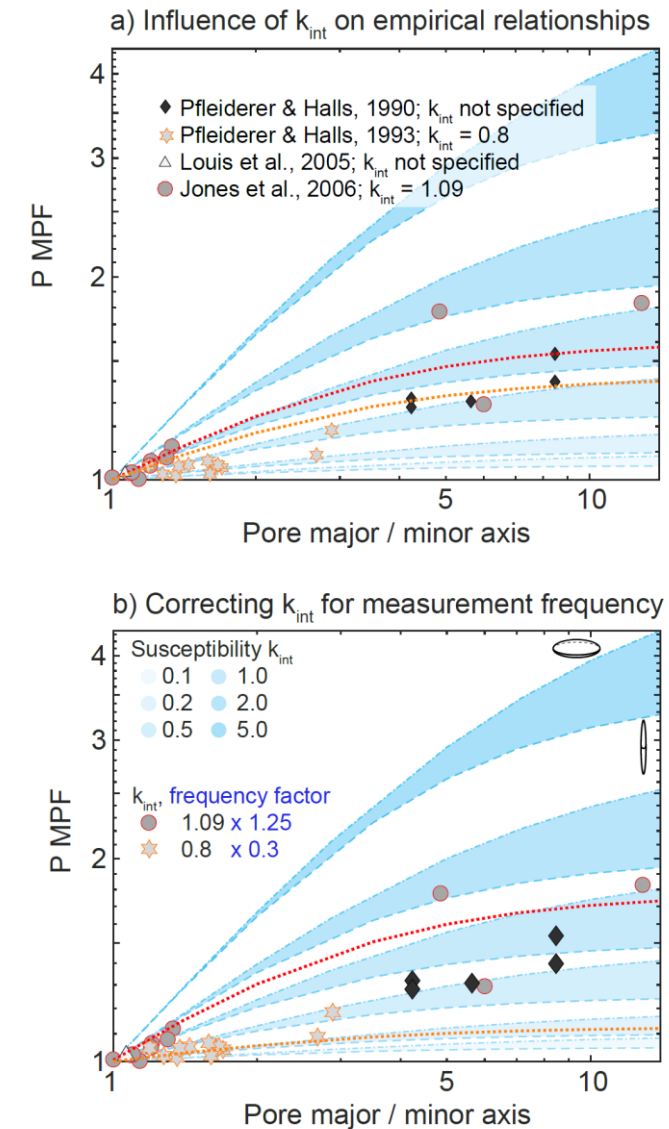 a) Influence of kint on empirical relationships
4
Pfleiderer & Halls, 1990; kint not specified
Pfleiderer & Halls, 1993; kint = 0.8
3
Louis et al., 2005; kint not specified
Jones et al., 2006; kint = 1.09
P MPF
2
1
1 5 10
Pore major / minor axis
b) Correcting kint for measurement frequency
4
Susceptibility kint
0.1 1.0
0.2 2.0
0.5 5.0
3
kint, frequency factor
1.09 x 1.25
0.8 x 0.3
P MPF
2
1
1 5 10
Pore major / minor axis